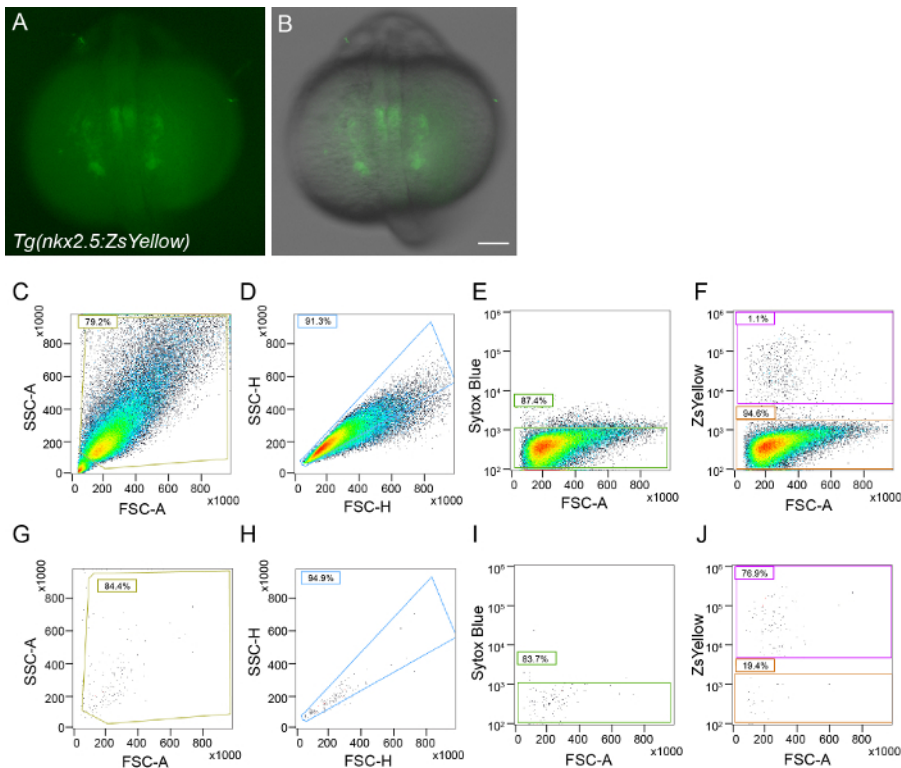 A
B
Tg(nkx2.5:ZsYellow)
C
D
E
F
x1000
79.2%
800
600
400
200
0
SSC-A
0 200 400 600 800
x1000
FSC-A
x1000
91.3%
800
600
400
200
0
SSC-H
0 200 400 600 800
x1000
FSC-H
10⁶
10⁵
10⁴
87.4%
10³
10²
Sytox Blue
0 200 400 600 800
x1000
FSC-A
10⁶
1.1%
10⁵
10⁴
94.6%
10³
10²
ZsYellow
0 200 400 600 800
x1000
FSC-A
G
H
I
J
x1000
84.4%
800
600
400
200
0
SSC-A
0 200 400 600 800
x1000
FSC-A
x1000
94.9%
800
600
400
200
0
SSC-H
0 200 400 600 800
x1000
FSC-H
10⁶
10⁵
10⁴
63.7%
10³
10²
Sytox Blue
0 200 400 600 800
x1000
FSC-A
10⁶
76.9%
10⁵
10⁴
19.4%
10³
10²
ZsYellow
0 200 400 600 800
x1000
FSC-A